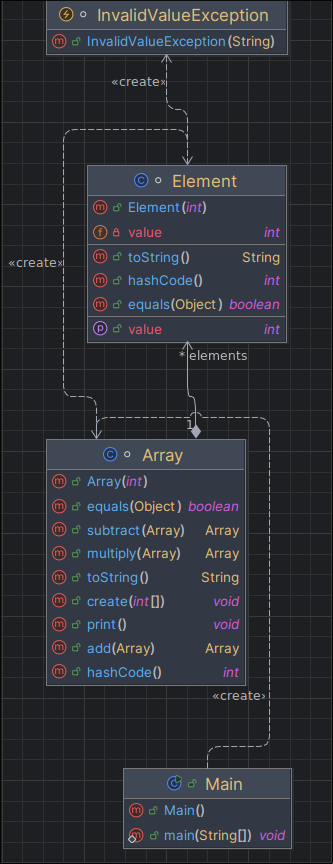 InvalidValueException
InvalidValueException(String)
«create»
Element
Element(int)
value int
«create»
toString() String
hashCode() int
equals(Object) boolean
value int
* elements
1
Array
Array(int)
equals(Object) boolean
subtract(Array) Array
multiply(Array) Array
toString() String
create(int[]) void
print() void
add(Array) Array
hashCode() int
«create»
Main
Main()
main(String[]) void